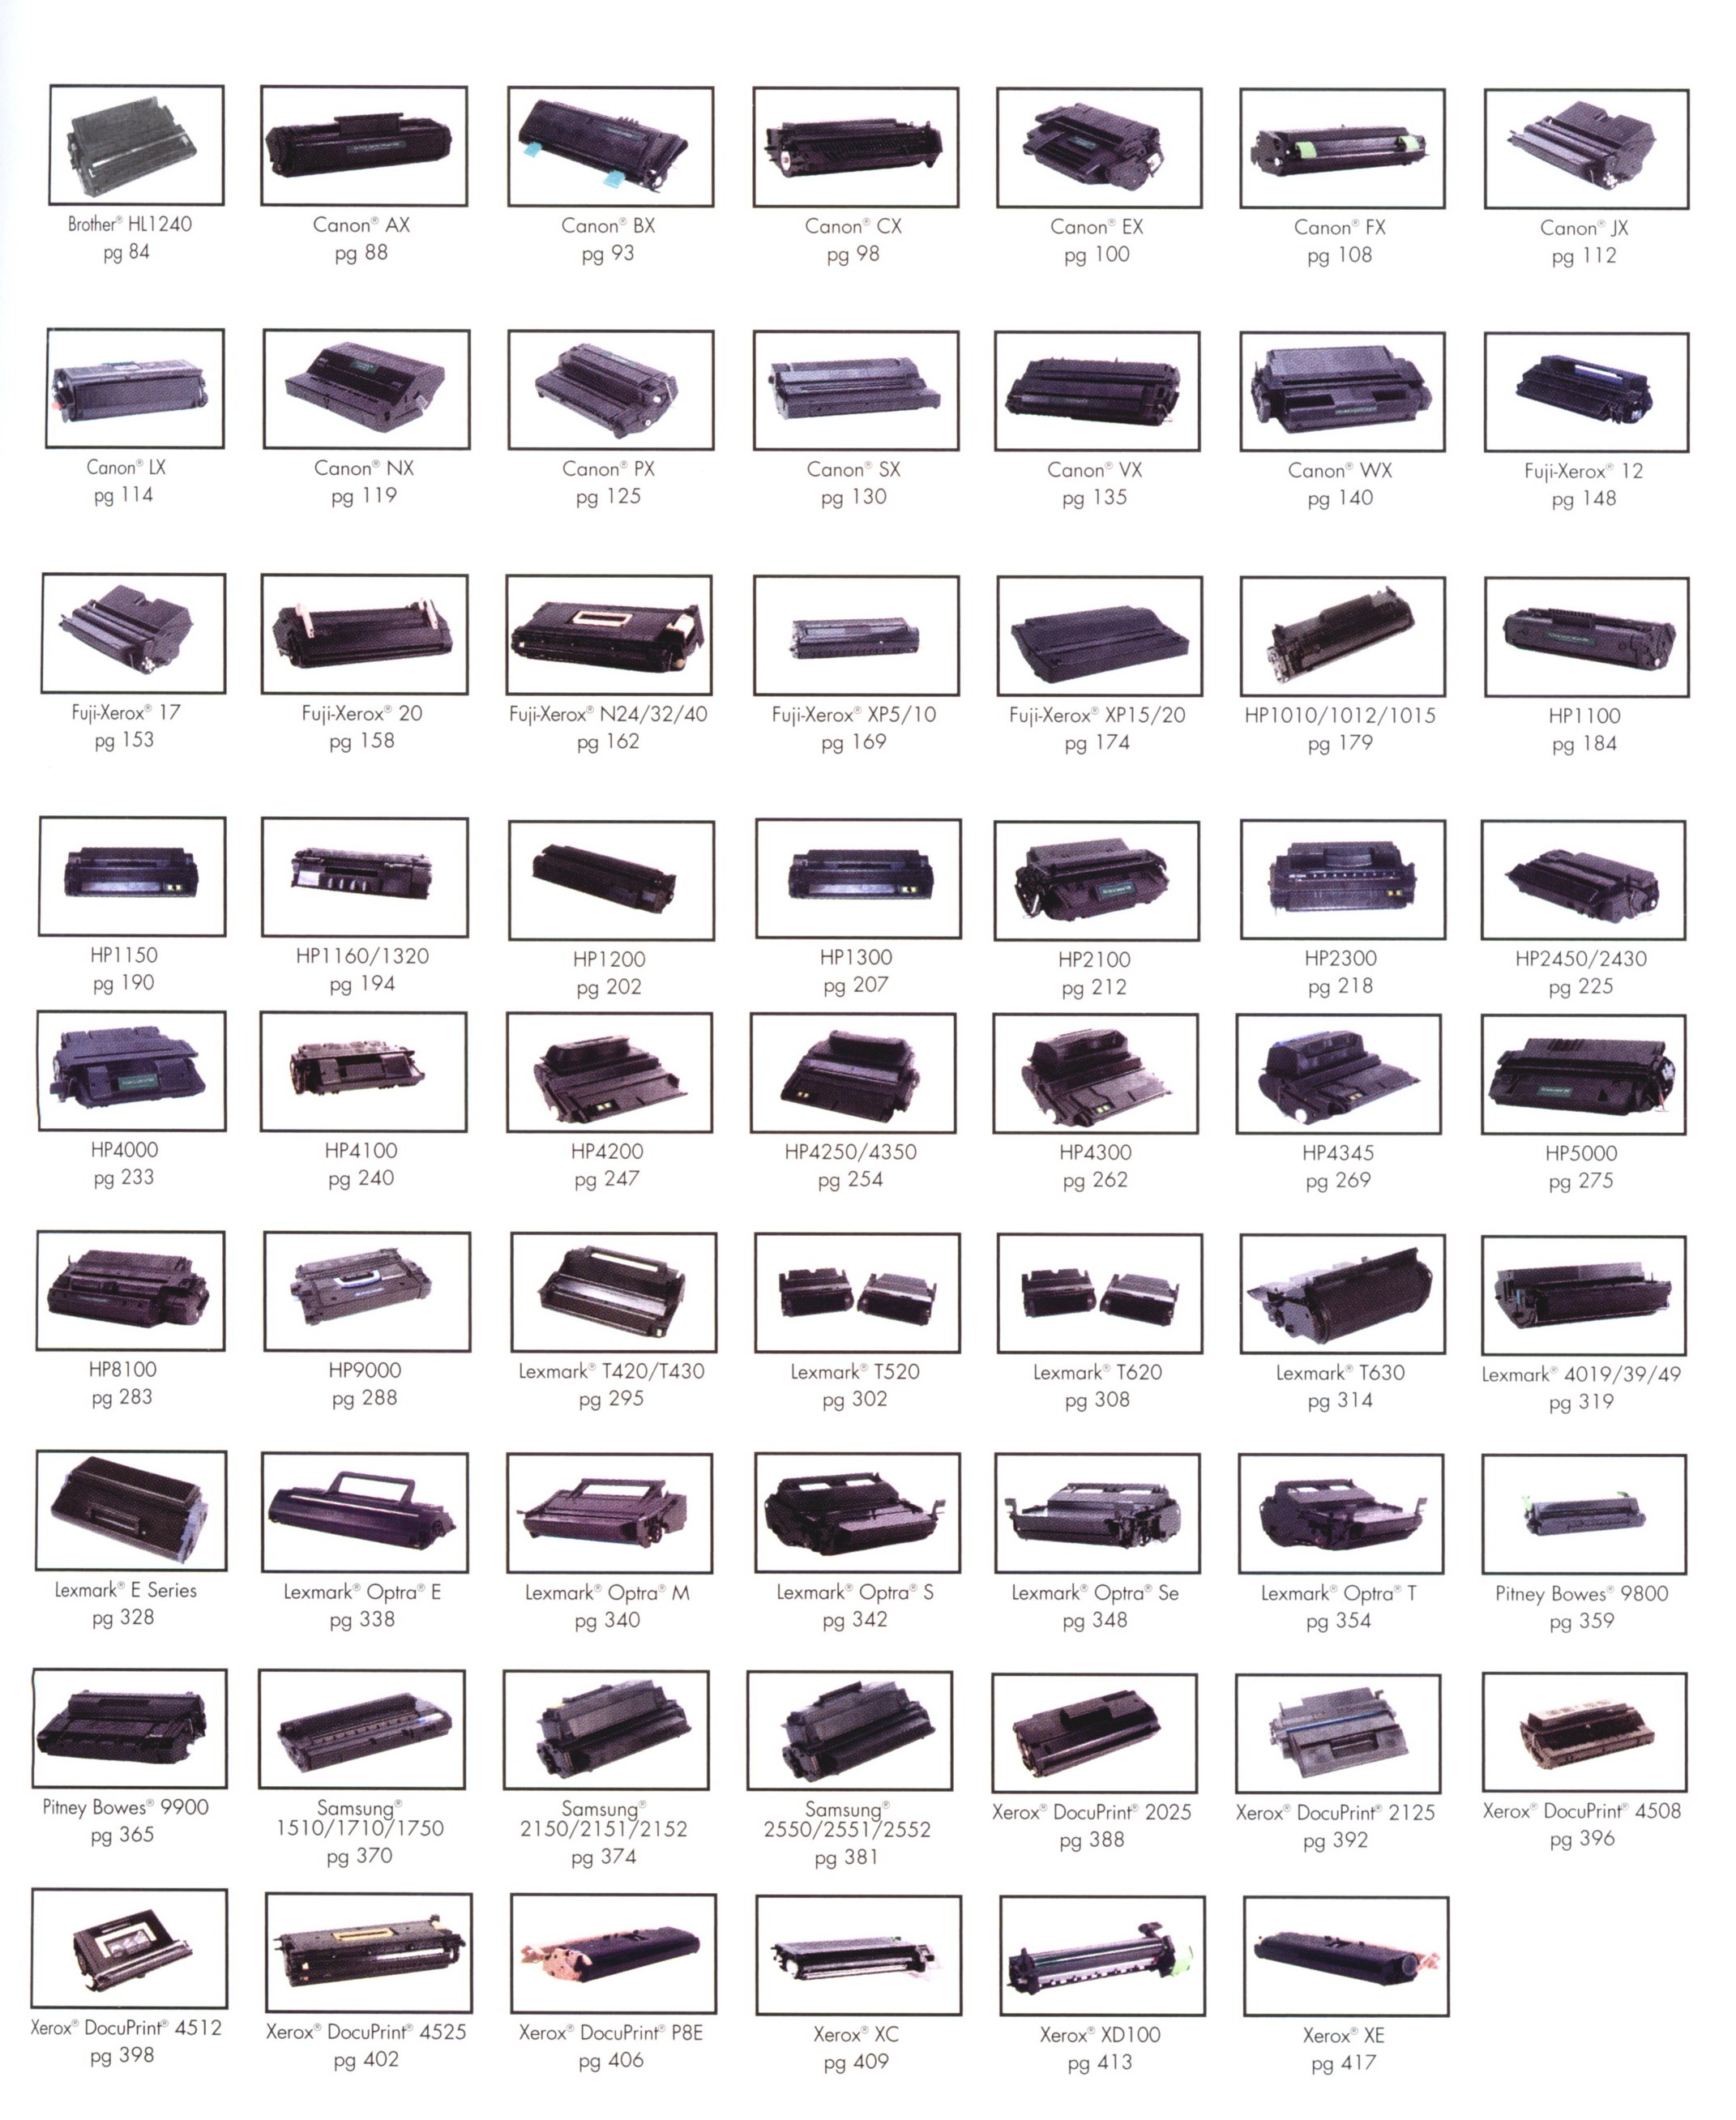 Brother® HL1240
pg 84
Canon® AX
pg 88
Canon® BX
pg 93
Canon® CX
pg 98
Canon® EX
pg 100
Canon® FX
pg 108
Canon® JX
pg 112
Canon® LX
pg 114
Canon® NX
pg 119
Canon® PX
pg 125
Canon® SX
pg 130
Canon® VX
pg 135
Canon® WX
pg 140
Fuji-Xerox® 12
pg 148
Fuji-Xerox® 17
pg 153
Fuji-Xerox® 20
pg 158
Fuji-Xerox® N24/32/40
pg 162
Fuji-Xerox® XP5/10
pg 169
Fuji-Xerox® XP15/20
pg 174
HP1010/1012/1015
pg 179
HP1100
pg 184
HP1150
pg 190
HP1160/1320
pg 194
HP1200
pg 202
HP1300
pg 207
HP2100
pg 212
HP2300
pg 218
HP2450/2430
pg 225
HP4000
pg 233
HP4100
pg 240
HP4200
pg 247
HP4250/4350
pg 254
HP4300
pg 262
HP4345
pg 269
HP5000
pg 275
HP8100
pg 283
HP9000
pg 288
Lexmark® T420/T430
pg 295
Lexmark® T520
pg 302
Lexmark® T620
pg 308
Lexmark® T630
pg 314
Lexmark® 4019/39/49
pg 319
Lexmark® E Series
pg 328
Lexmark® Optra® E
pg 338
Lexmark® Optra® M
pg 340
Lexmark® Optra® S
pg 342
Lexmark® Optra® Se
pg 348
Lexmark® Optra® T
pg 354
Pitney Bowes® 9800
pg 359
Pitney Bowes® 9900
pg 365
Samsung®
1510/1710/1750
pg 370
Samsung®
2150/2151/2152
pg 374
Samsung®
2550/2551/2552
pg 381
Xerox® DocuPrint® 2025
pg 388
Xerox® DocuPrint® 2125
pg 392
Xerox® DocuPrint® 4508
pg 396
Xerox® DocuPrint® 4512
pg 398
Xerox® DocuPrint® 4525
pg 402
Xerox® DocuPrint® P8E
pg 406
Xerox® XC
pg 409
Xerox® XD100
pg 413
Xerox® XE
pg 417